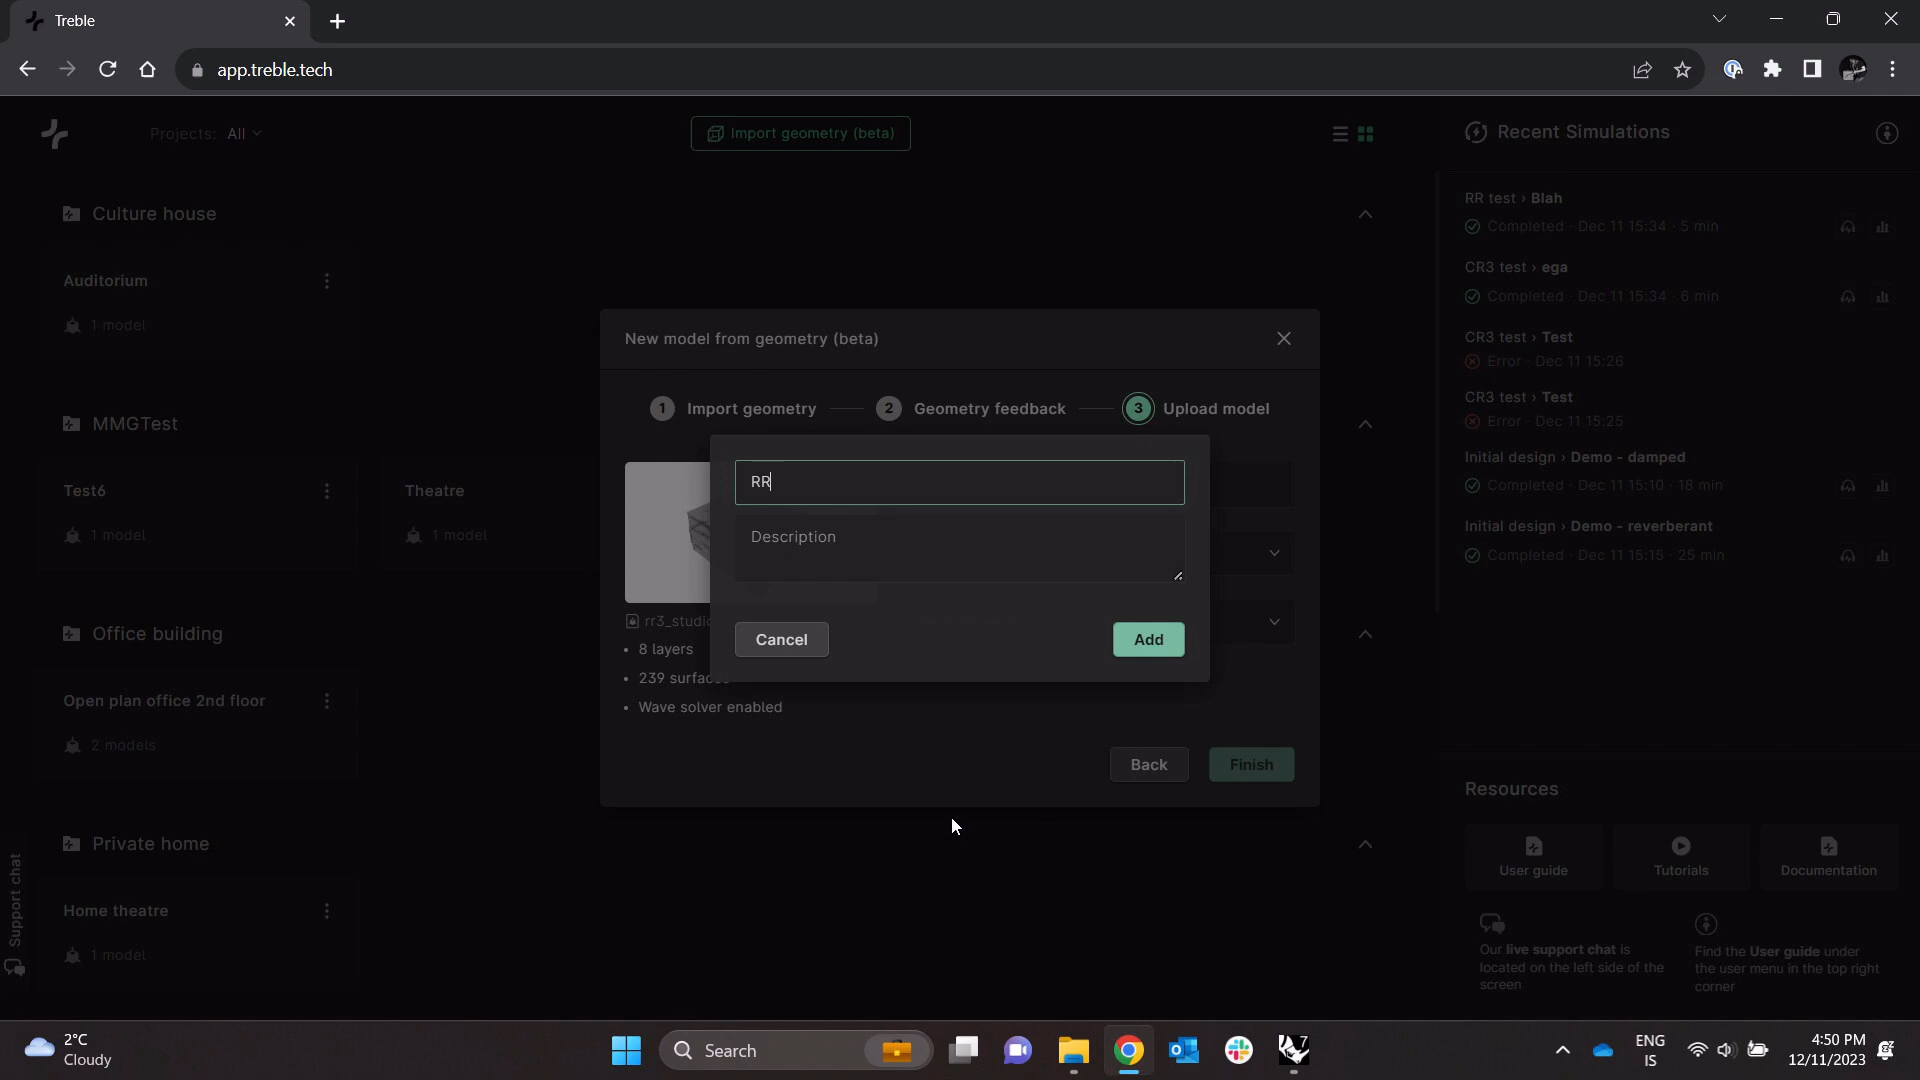 Treble
app.treble.tech
Projects: All
Import geometry (beta)
Recent Simulations
Culture house
Auditorium
1 model
MMGTest
Test6
1 model
Theatre
1 model
Office building
Open plan office 2nd floor
2 models
Private home
Home theatre
1 model
Support chat
New model from geometry (beta)
1 Import geometry
2 Geometry feedback
3 Upload model
RR
Description
Cancel
Add
8 layers
Wave solver enabled
Back
Finish
RR test › Blah
Completed · Dec 11 15:34 · 5 min
CR3 test › ega
Completed · Dec 11 15:34 · 6 min
CR3 test › Test
Error · Dec 11 15:26
CR3 test › Test
Error · Dec 11 15:25
Initial design › Demo - damped
Completed · Dec 11 15:10 · 18 min
Initial design › Demo - reverberant
Completed · Dec 11 15:15 · 25 min
Resources
User guide
Tutorials
Documentation
Our live support chat is
located on the left side of the
screen
Find the User guide under
the user menu in the top right
corner
2°C
Cloudy
Search
7
ENG
IS
4:50 PM
12/11/2023